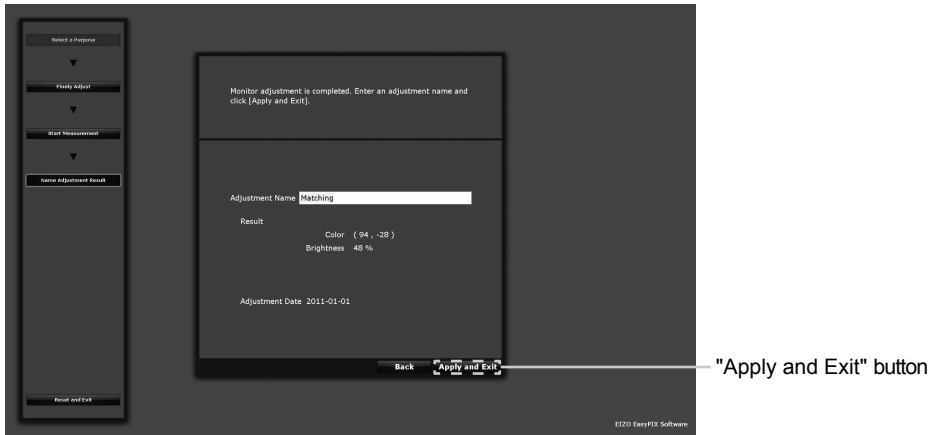 Select a Purpose
Finely Adjust
Start Measurement
Name Adjustment Result
Reset and Exit
Monitor adjustment is completed. Enter an adjustment name and
click [Apply and Exit].
Adjustment Name Matching
Result
Color ( 94 , -28 )
Brightness 48 %
Adjustment Date 2011-01-01
Back Apply and Exit
"Apply and Exit" button
EIZO EasyPIX Software